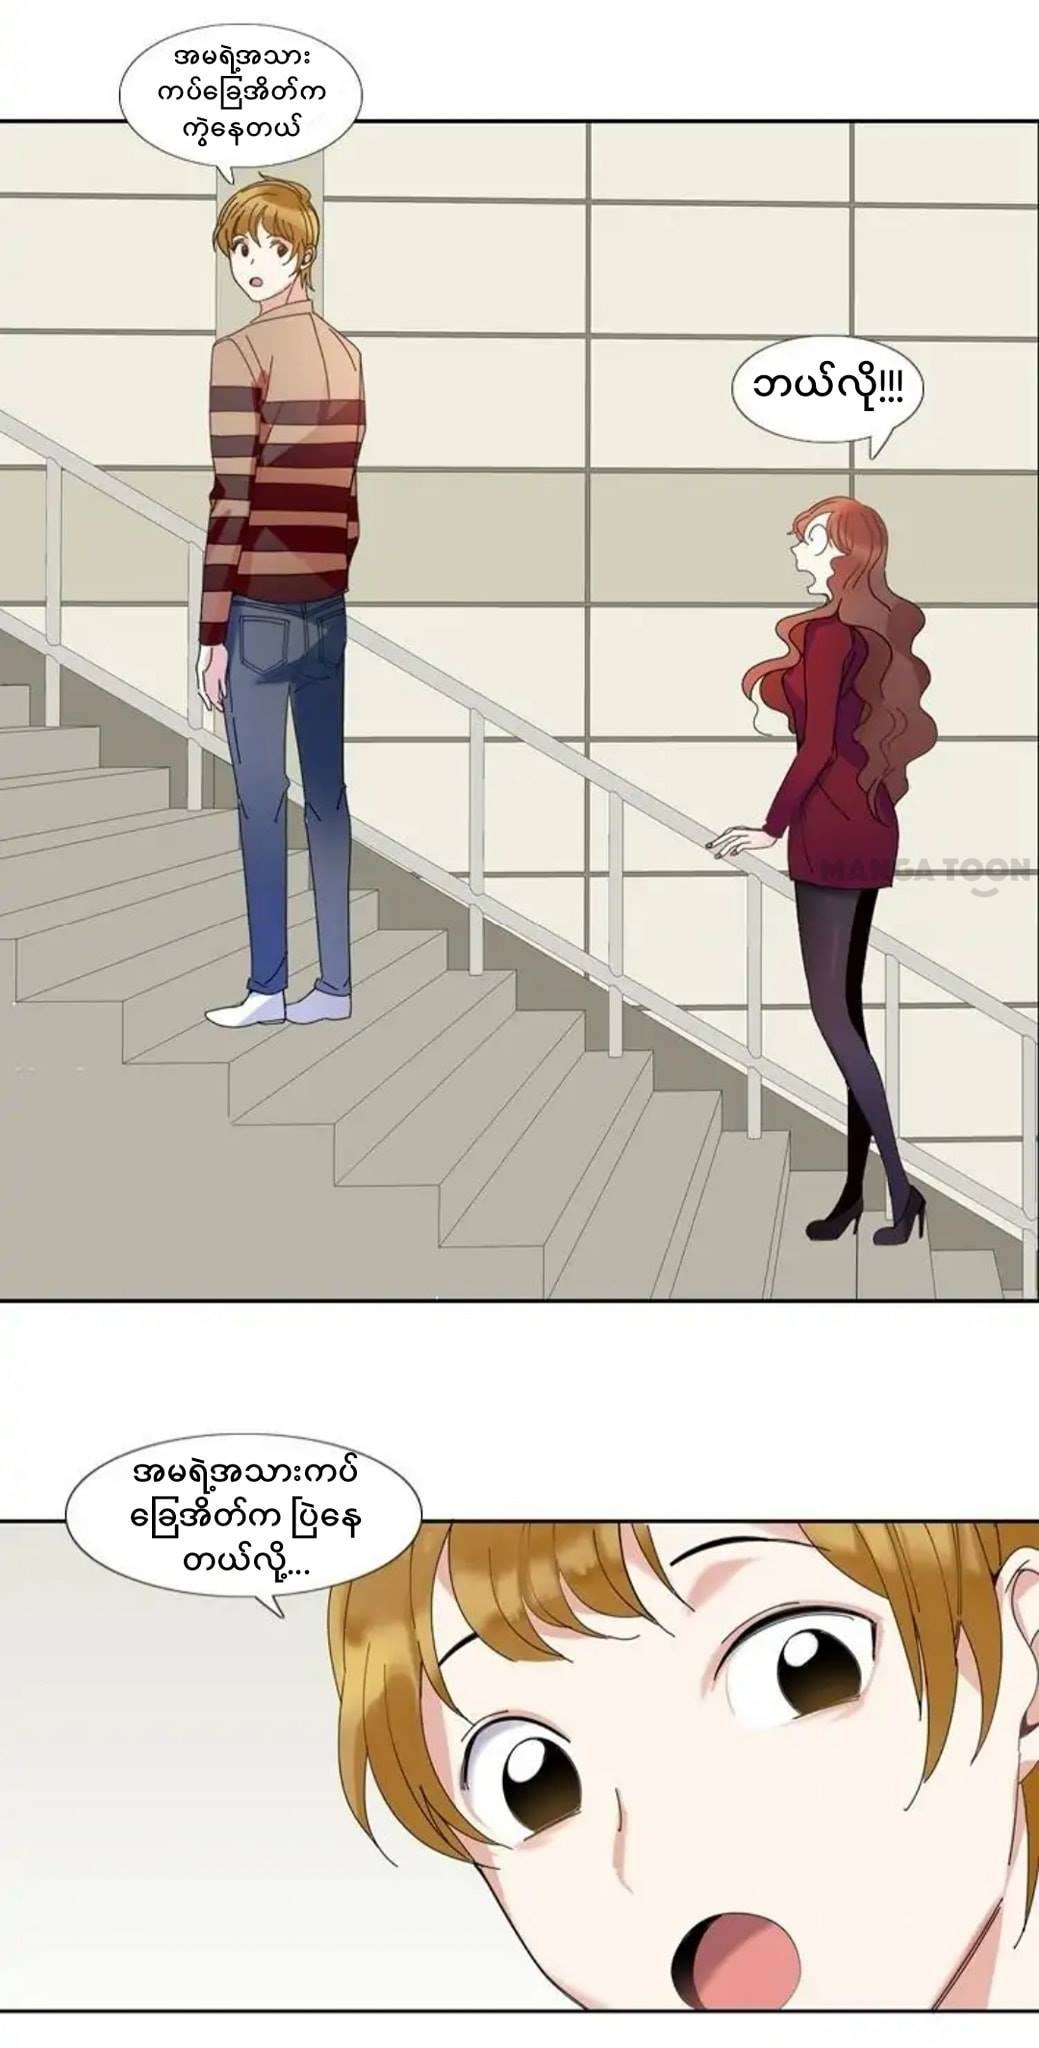 အမရဲ့အသား
ကပ်ခြေအိတ်က
ကွဲနေတယ်
ဘယ်လို!!!
MANGATOON
အမရဲ့အသားကပ်
ခြေအိတ်က ပြဲနေ
တယ်လို့...